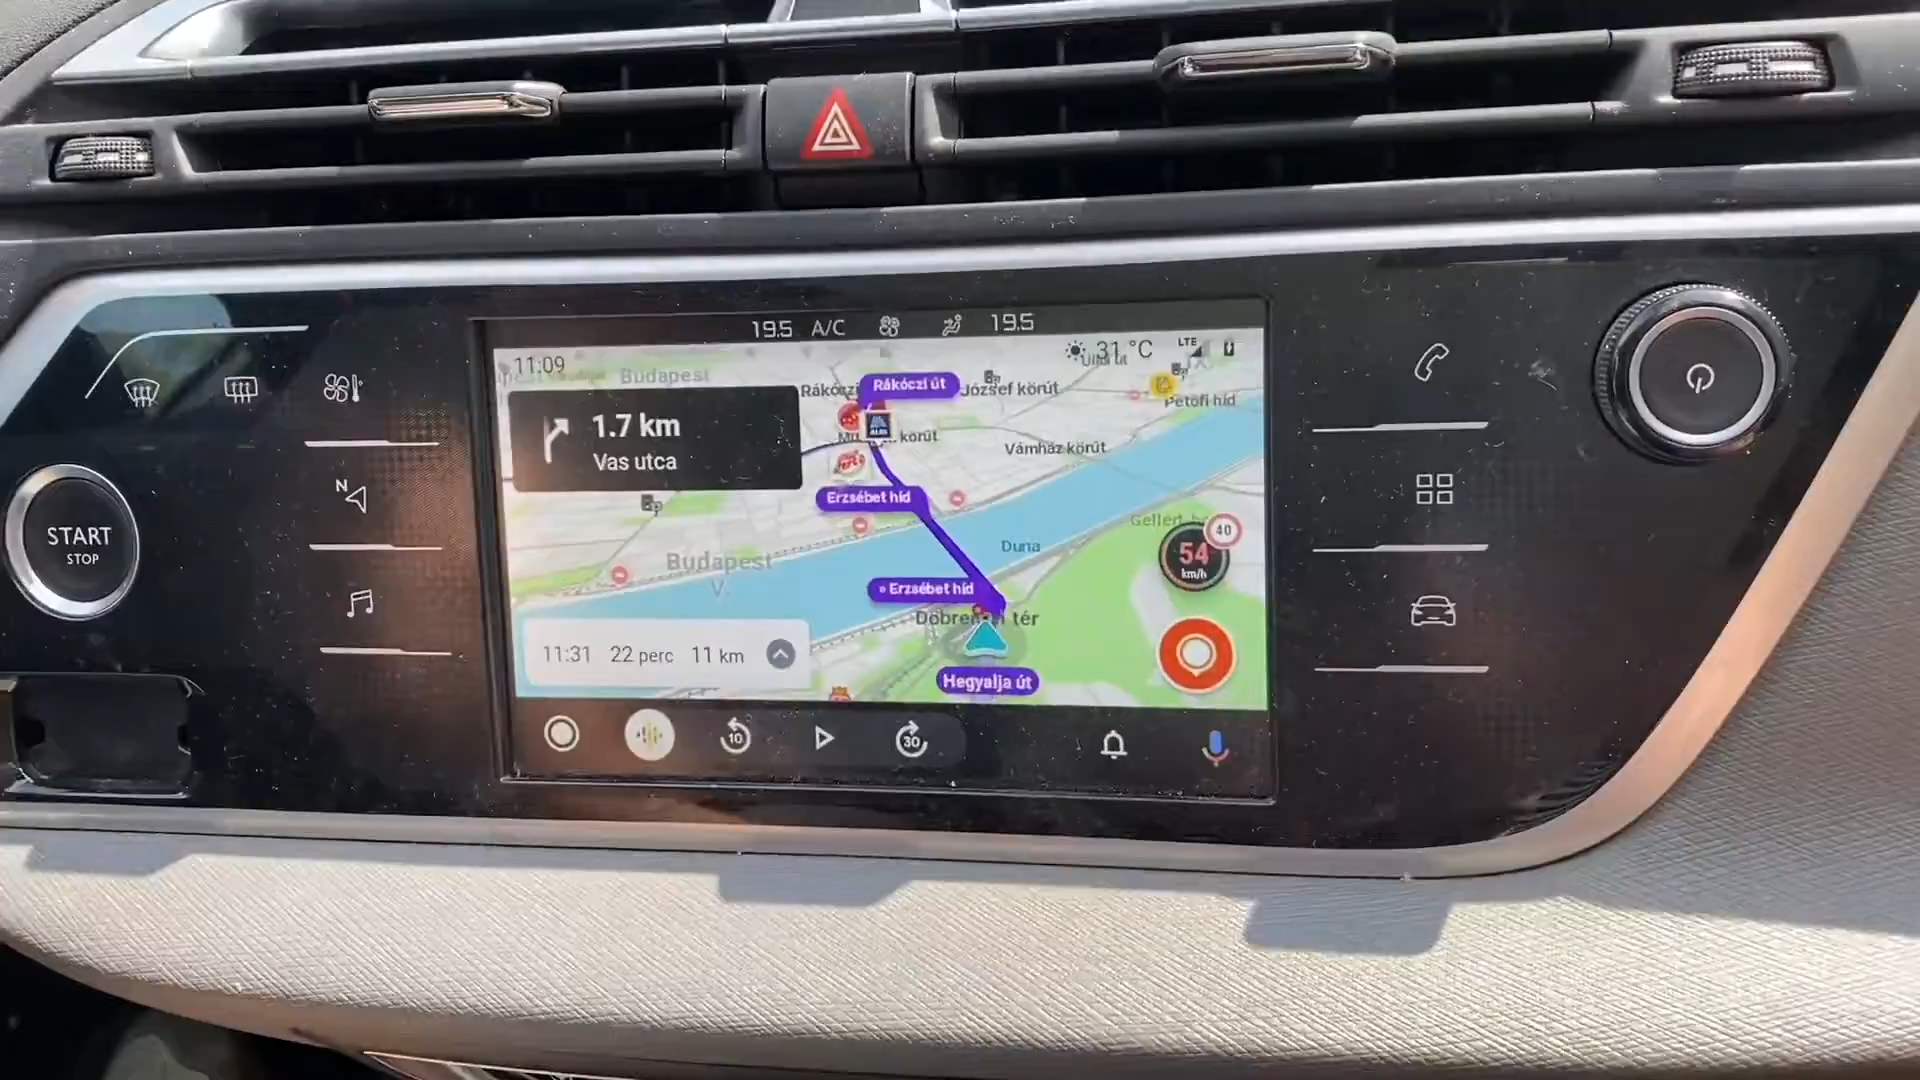 19.5 A/C 19.5
11:09
31 °C LTE
Budapest
Rákóczi
Rákóczi út
József körút
Petőfi híd
1.7 km
Vas utca
ALDI
körút
Vámház körút
Erzsébet híd
Budapest
V.
Duna
40
54
km/h
» Erzsébet híd
tér
11:31 22 perc 11 km
Hegyalja út
10
30
START
STOP
N